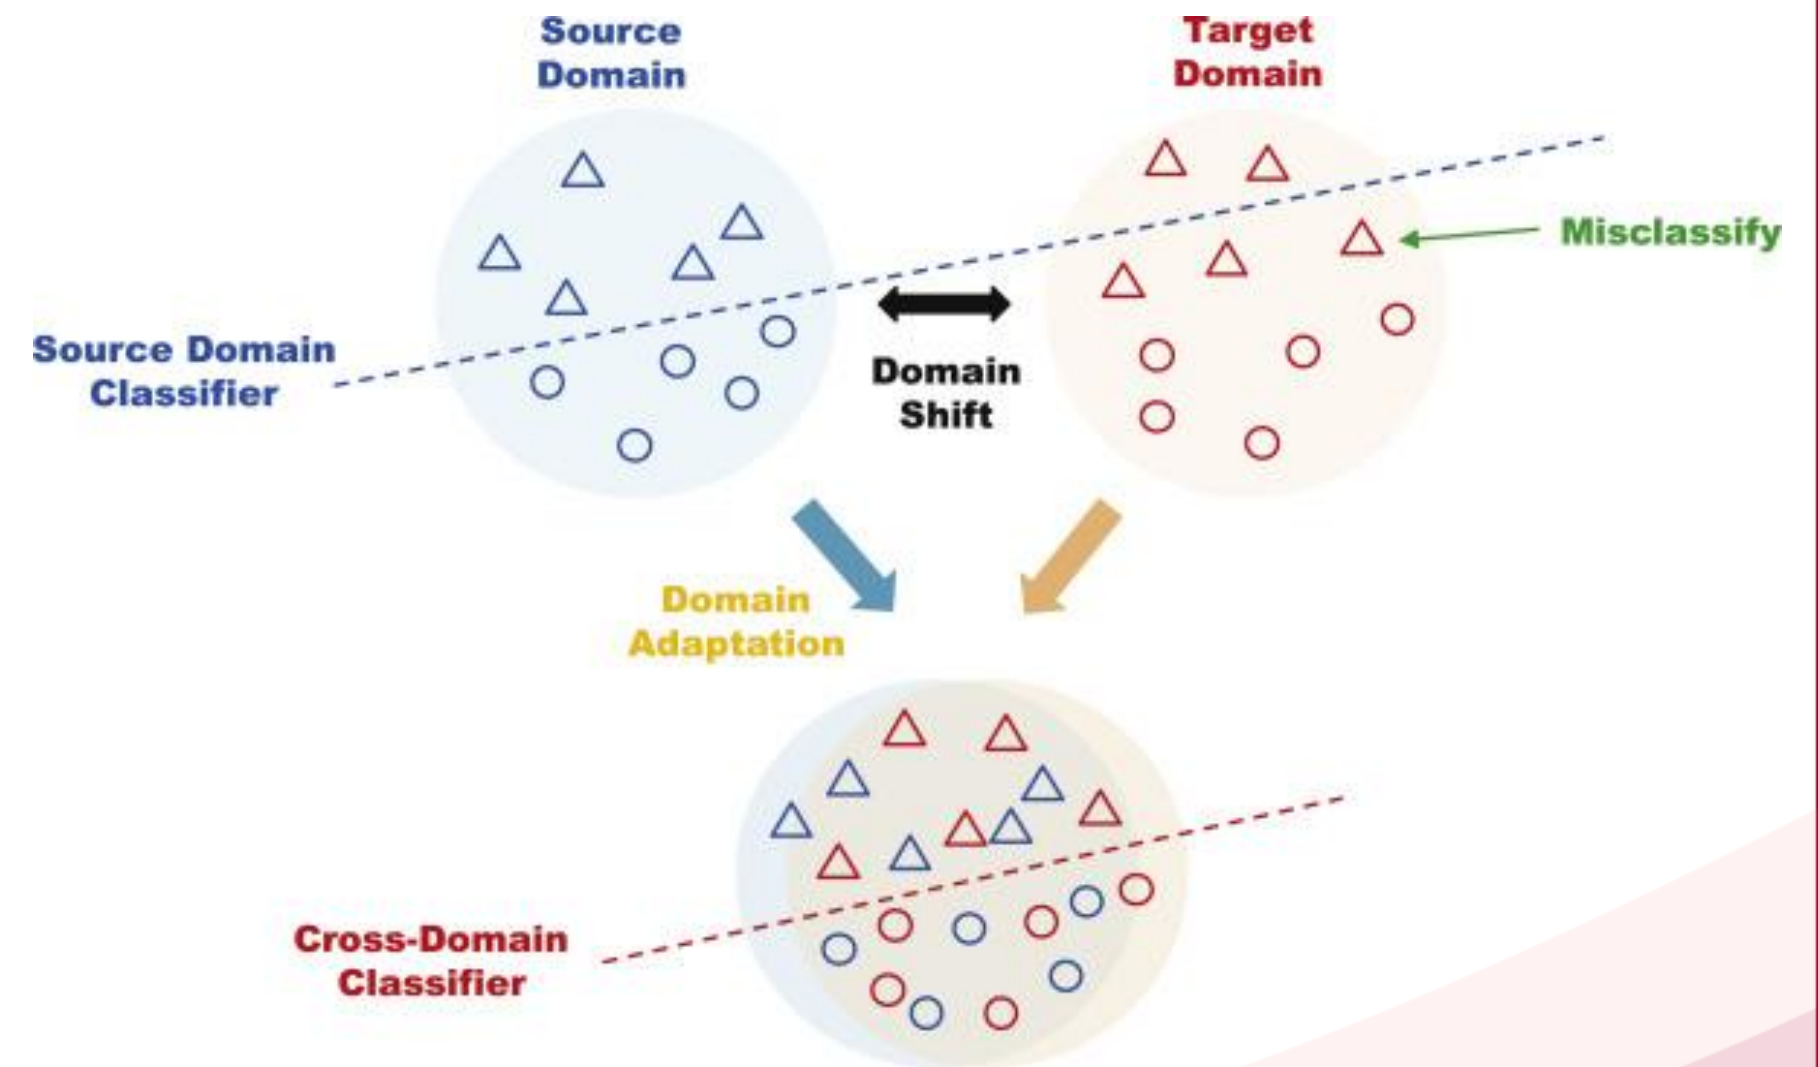 Source
Domain
Target
Domain
Misclassify
Source Domain
Classifier
Domain
Shift
Domain
Adaptation
Cross-Domain
Classifier